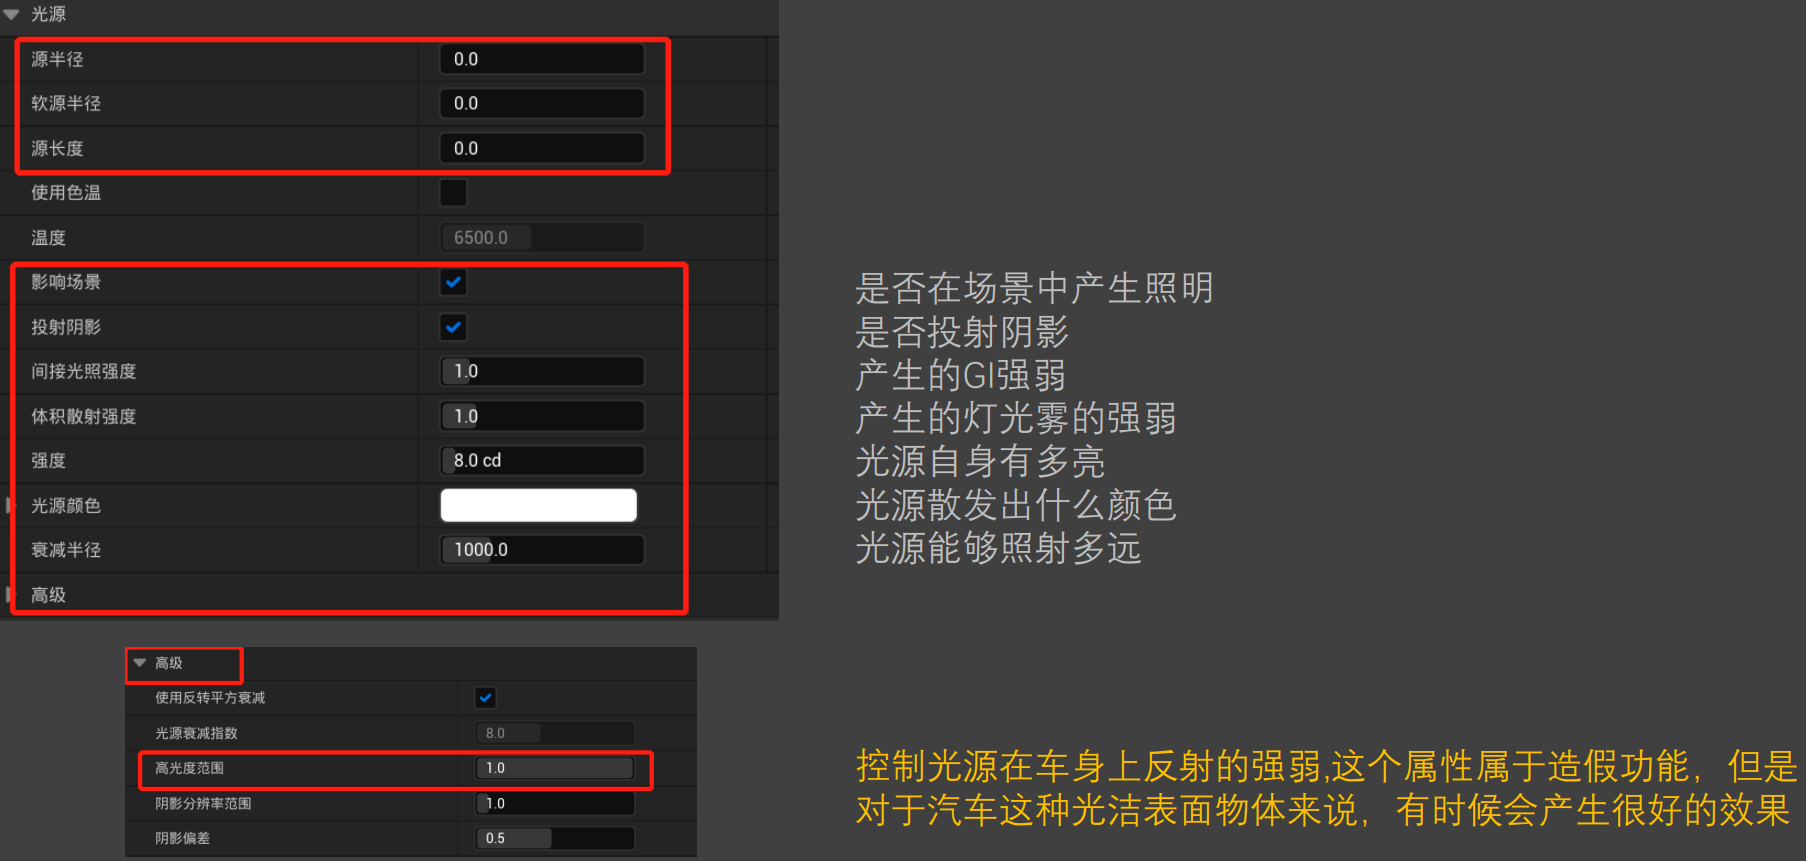 光源
源半径 0.0
软源半径 0.0
源长度 0.0
使用色温
温度 6500.0
影响场景
投射阴影
间接光照强度 1.0
体积散射强度 1.0
强度 8.0 cd
光源颜色
衰减半径 1000.0
高级
是否在场景中产生照明
是否投射阴影
产生的GI强弱
产生的灯光雾的强弱
光源自身有多亮
光源散发出什么颜色
光源能够照射多远
高级
使用反转平方衰减
光源衰减指数 8.0
高光度范围 1.0
阴影分辨率范围 1.0
阴影偏差 0.5
控制光源在车身上反射的强弱,这个属性属于造假功能，但是
对于汽车这种光洁表面物体来说，有时候会产生很好的效果